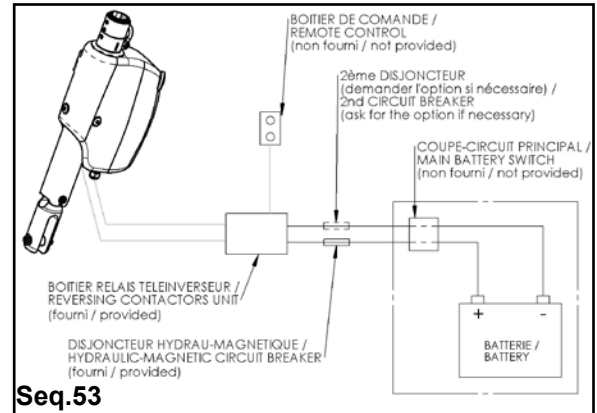 BOITIER DE COMANDE /
REMOTE CONTROL
(non fourni / not provided)
2ème DISJONCTEUR
(demander l'option si nécessaire) /
2nd CIRCUIT BREAKER
(ask for the option if necessary)
COUPE-CIRCUIT PRINCIPAL /
MAIN BATTERY SWITCH
(non fourni / not provided)
BOITIER RELAIS TELEINVERSEUR /
REVERSING CONTACTORS UNIT
(fourni / provided)
DISJONCTEUR HYDRAU-MAGNETIQUE /
HYDRAULIC-MAGNETIC CIRCUIT BREAKER
(fourni / provided)
+ -
BATTERIE /
BATTERY
Seq.53